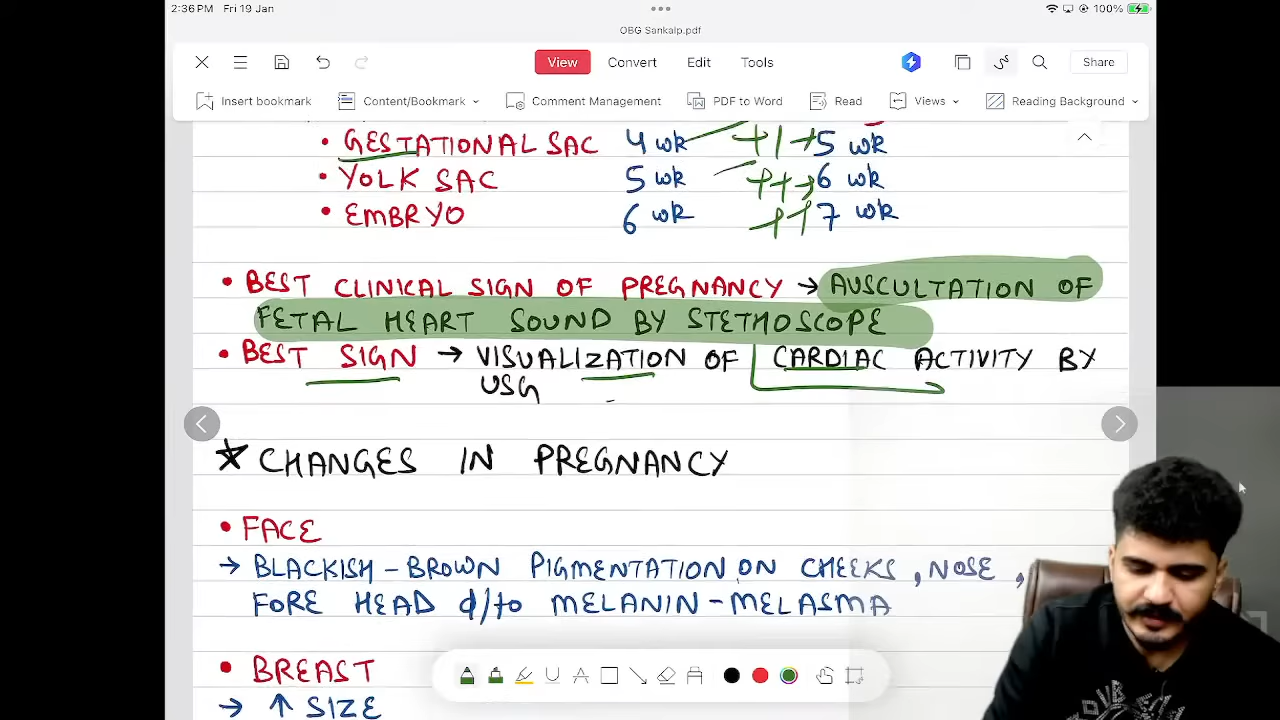 2:36 PM Fri 19 Jan
100%
OBG Sankalp.pdf
View Convert Edit Tools Share
Insert bookmark Content/Bookmark Comment Management PDF to Word Read Views Reading Background
• GESTATIONAL SAC 4 wk ++→ 5 wk
• YOLK SAC 5 wk ++→ 6 wk
• EMBRYO 6 wk ++ 7 wk
• BEST CLINICAL SIGN OF PREGNANCY → AUSCULTATION OF
FETAL HEART SOUND BY STETHOSCOPE
• BEST SIGN → VISUALIZATION OF CARDIAC ACTIVITY BY
USG
★ CHANGES IN PREGNANCY
• FACE
→ BLACKISH-BROWN PIGMENTATION ON CHEEKS, NOSE,
FORE HEAD d/to MELANIN-MELASMA
• BREAST
→ ↑ SIZE